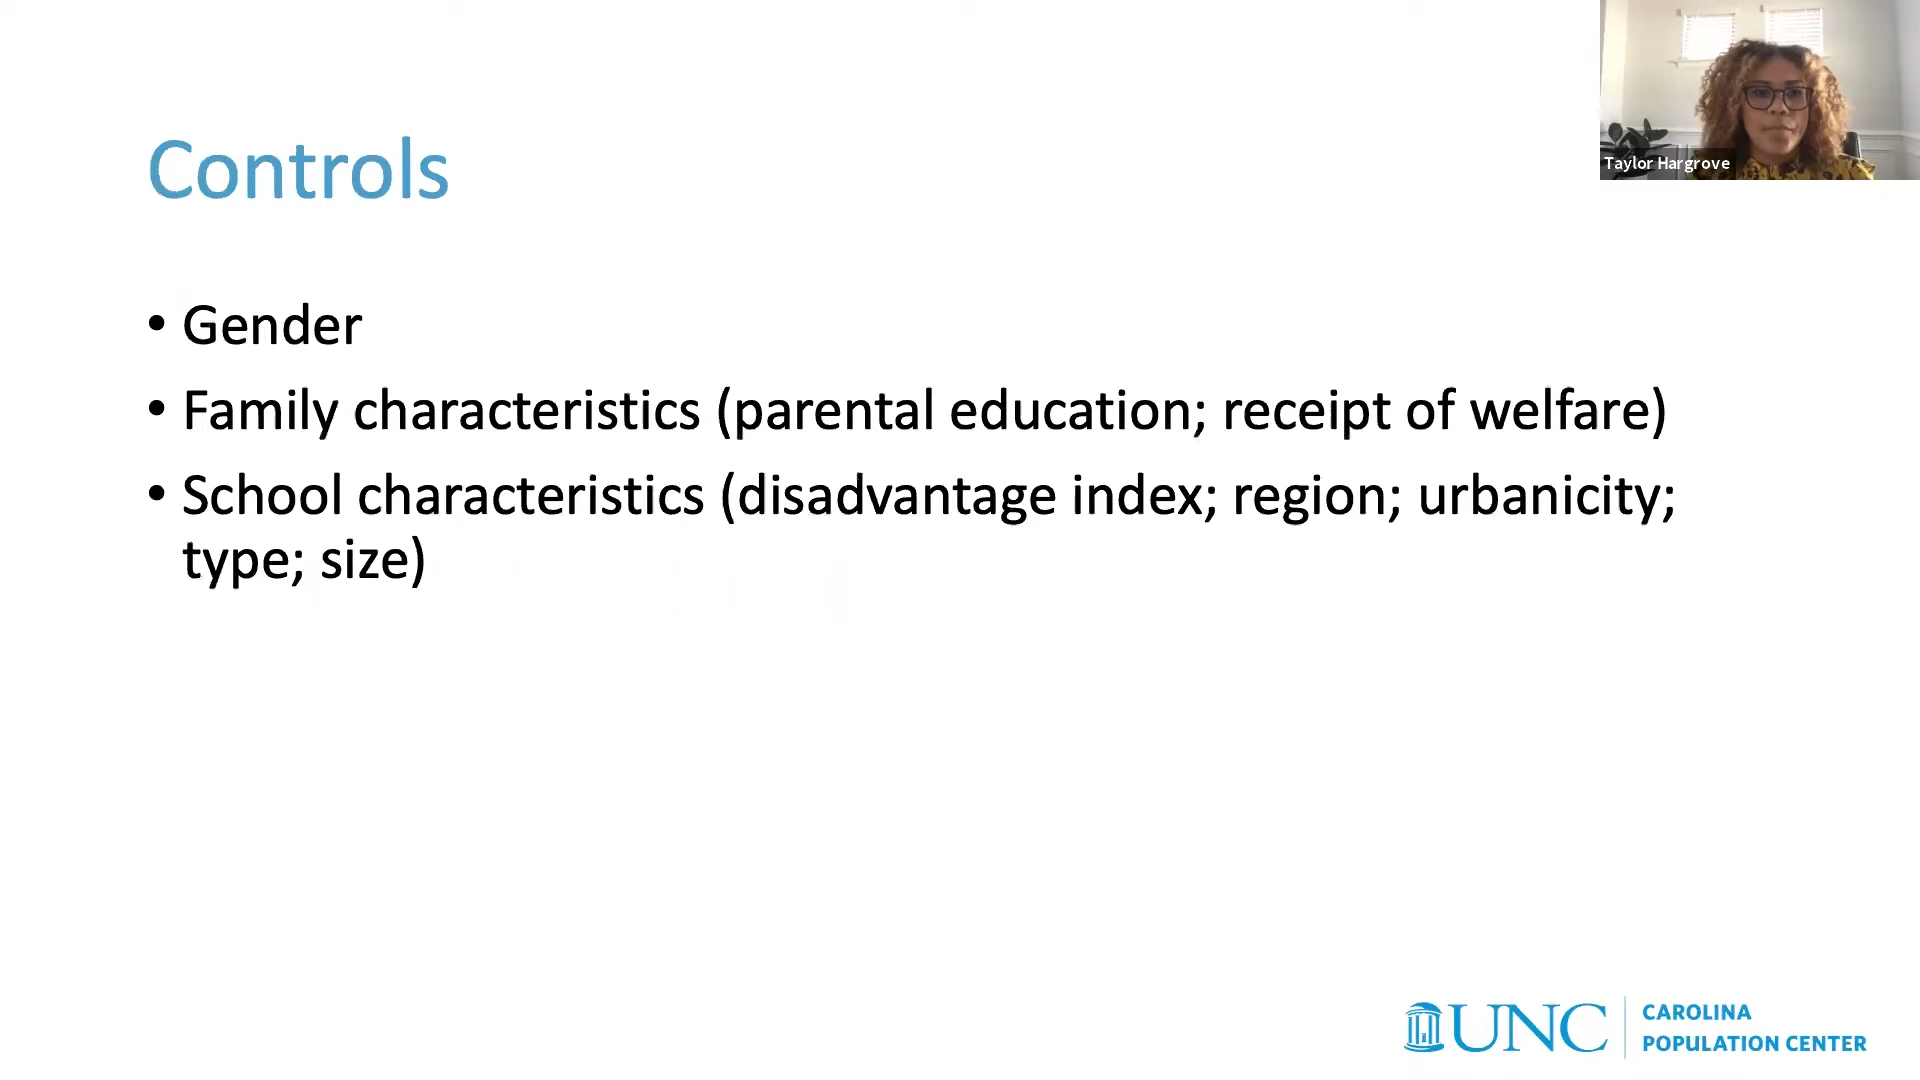 Controls
Taylor Hargrove
• Gender
• Family characteristics (parental education; receipt of welfare)
• School characteristics (disadvantage index; region; urbanicity;
type; size)
UNC
CAROLINA
POPULATION CENTER